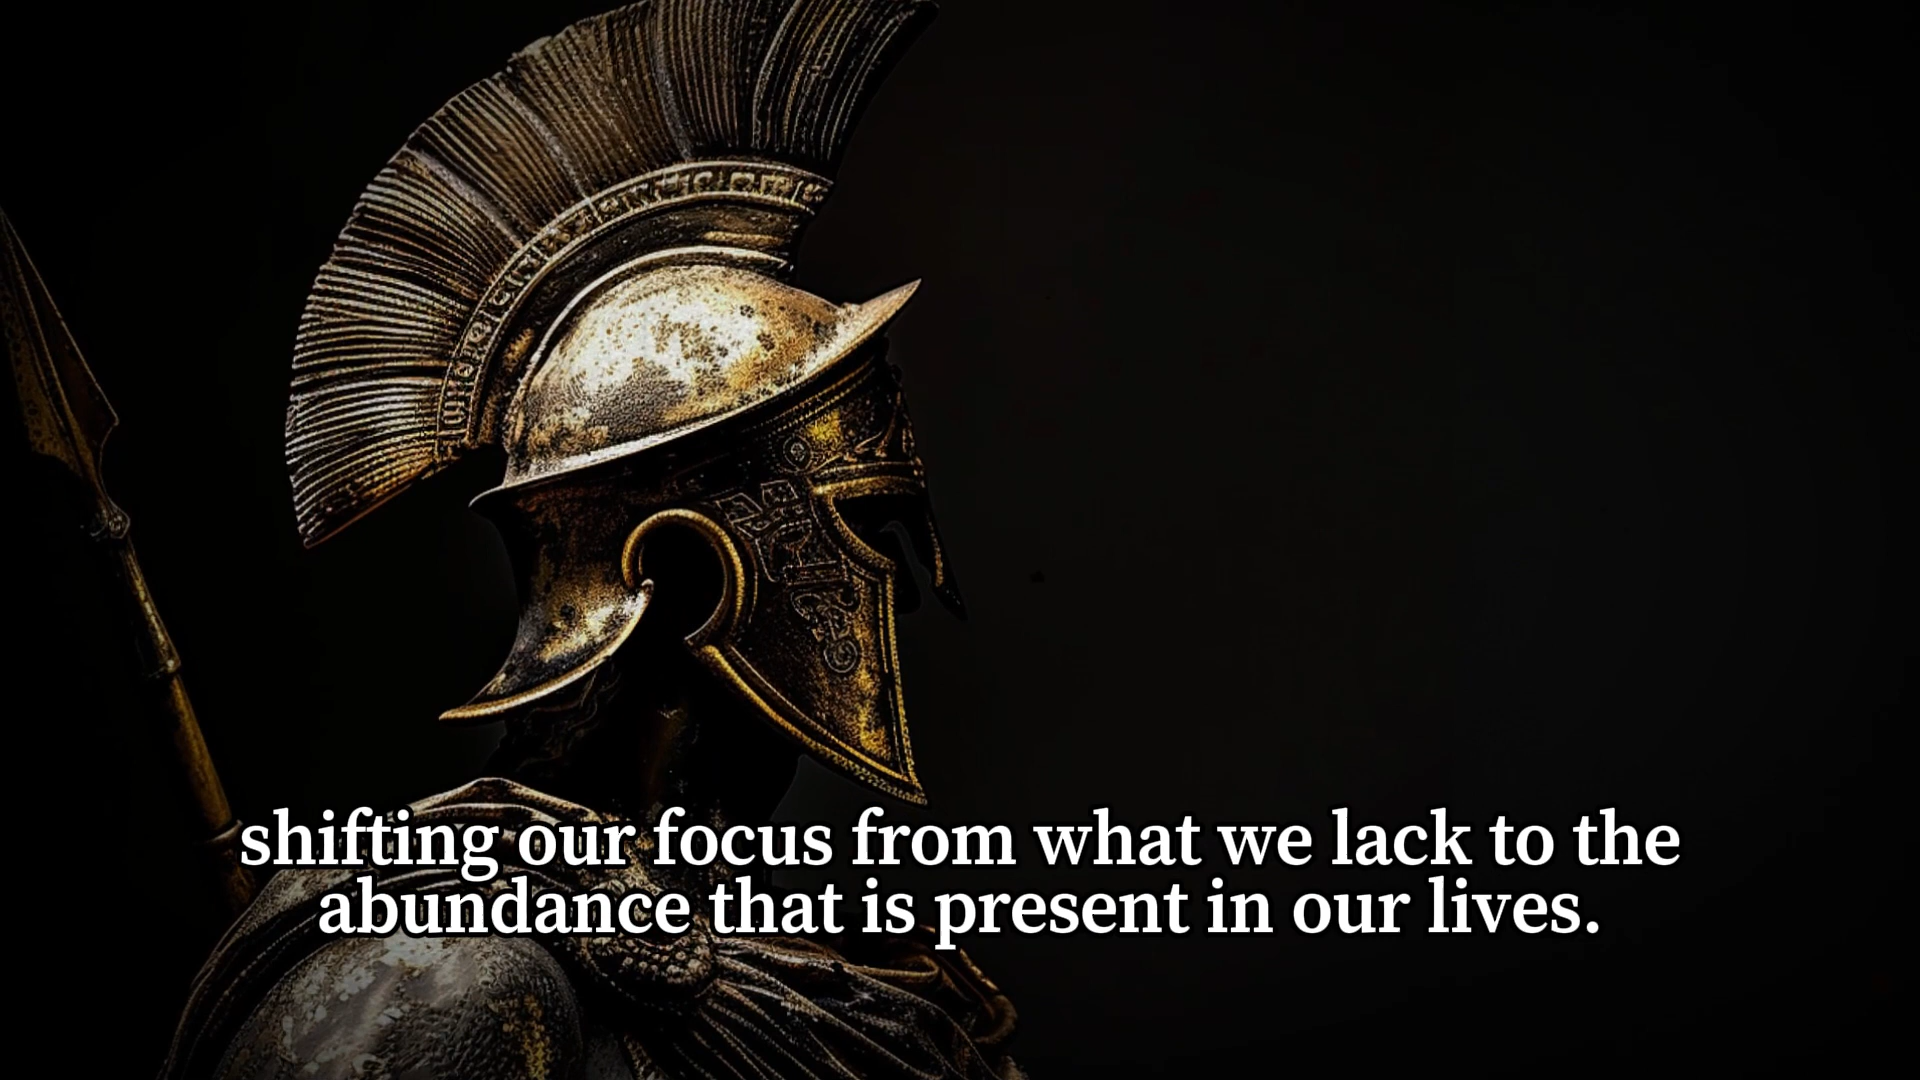 shifting our focus from what we lack to the
abundance that is present in our lives.